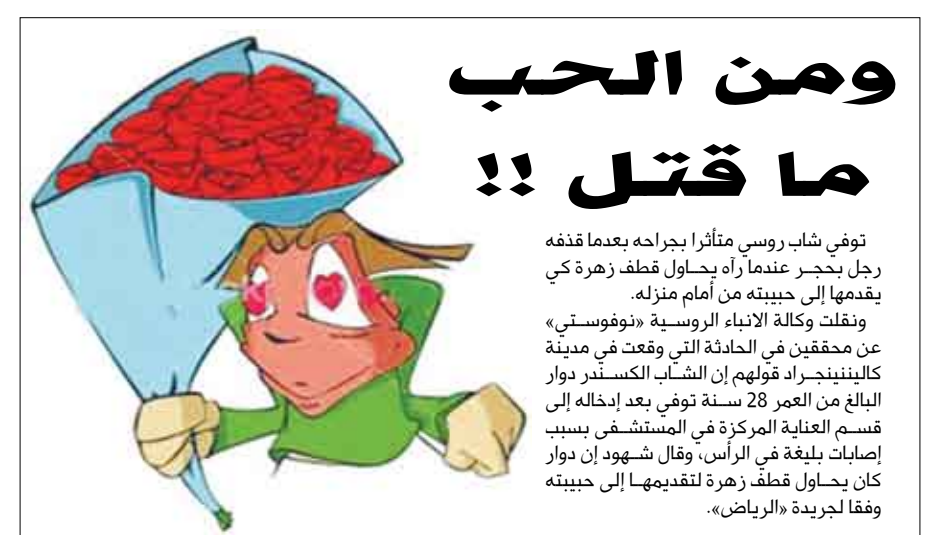 ومن الحب
ما قتل !!
توفي شاب روسي متأثرا بجراحه بعدما قذفه
رجل بحجر عندما رآه يحاول قطف زهرة كي
يقدمها إلى حبيبته من أمام منزله.
ونقلت وكالة الانباء الروسية «نوفوستي»
عن محققين في الحادثة التي وقعت في مدينة
كاليننينجراد قولهم إن الشاب الكسندر دوار
البالغ من العمر 28 سنة توفي بعد إدخاله إلى
قسم العناية المركزة في المستشفى بسبب
إصابات بليغة في الرأس، وقال شهود إن دوار
كان يحاول قطف زهرة لتقديمها إلى حبيبته
وفقا لجريدة «الرياض».